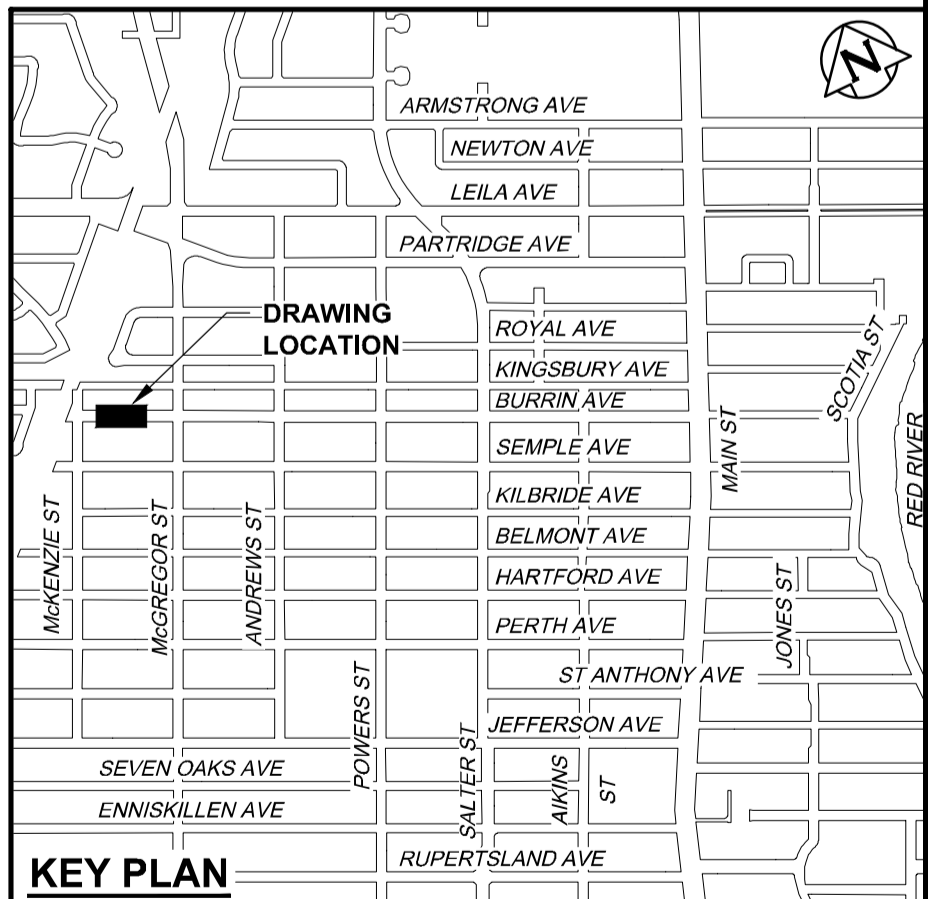 N
ARMSTRONG AVE
NEWTON AVE
LEILA AVE
PARTRIDGE AVE
DRAWING
LOCATION
ROYAL AVE
KINGSBURY AVE
BURRIN AVE
SEMPLE AVE
KILBRIDE AVE
BELMONT AVE
HARTFORD AVE
PERTH AVE
ST ANTHONY AVE
JEFFERSON AVE
SEVEN OAKS AVE
ENNISKILLEN AVE
RUPERTSLAND AVE
McKENZIE ST
McGREGOR ST
ANDREWS ST
POWERS ST
SALTER ST
AIKINS
ST
MAIN ST
JONES ST
SCOTIA ST
RED RIVER
KEY PLAN